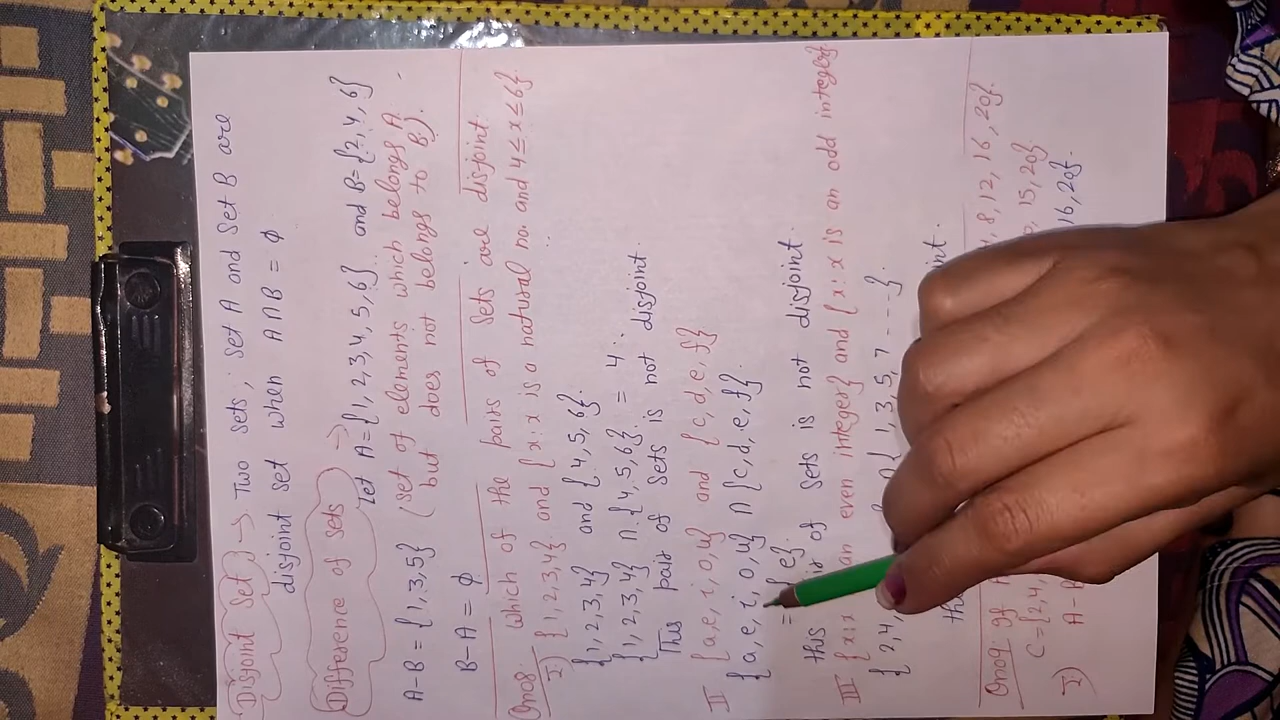 Disjoint Set → Two sets, Set A and Set B are
disjoint set when A∩B = ϕ
Difference of sets →
Let A={1,2,3,4,5,6} and B={2,4,6}
A-B = {1,3,5} (set of elements which belongs A
but does not belongs to B).
B-A = ϕ
Qno8. which of the pairs of sets are disjoint
I) {1,2,3,4} and {x:x is a natural no. and 4≤x≤6}.
{1,2,3,4} and {4,5,6}.
{1,2,3,4} ∩ {4,5,6} = 4.
This pair of sets is not disjoint
II {a,e,i,o,u} and {c,d,e,f}
{a,e,i,o,u} ∩ {c,d,e,f}.
= {e}.
this of sets is not disjoint.
III {x:x an even integer} and {x:x is an odd integer}
{2,4, ∩ {1,3,5,7---}.
Qno9 If 8,12,16,20}.
C={2,4, 15,20}
I) A- 16,20}.